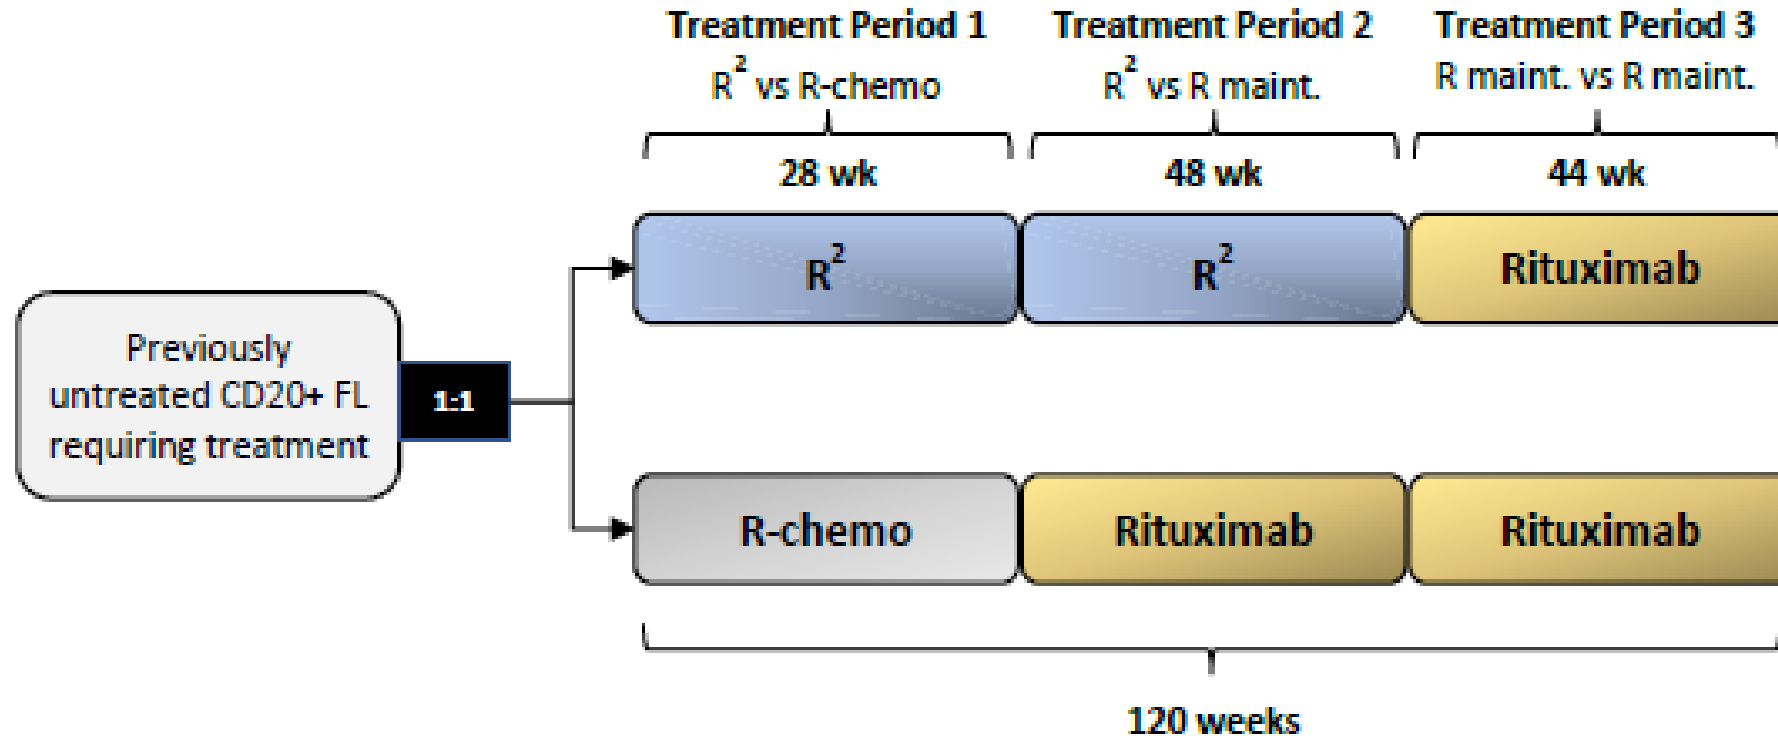 Treatment Period 1
R² vs R-chemo
28 wk
Treatment Period 2
R² vs R maint.
48 wk
Treatment Period 3
R maint. vs R maint.
44 wk
Previously
untreated CD20+ FL
requiring treatment
1:1
R²
R²
Rituximab
R-chemo
Rituximab
Rituximab
120 weeks